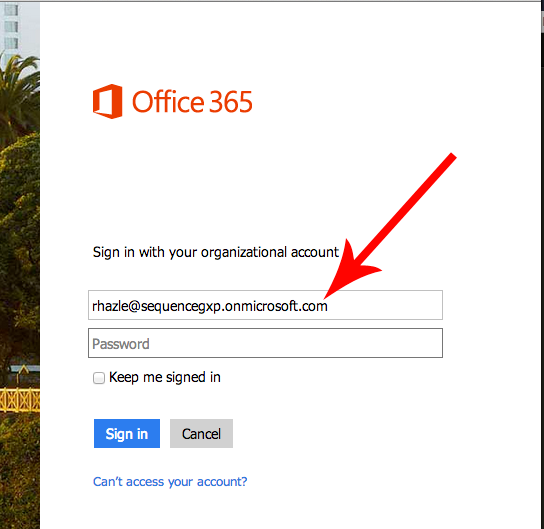 Office 365
Sign in with your organizational account
rhazle@sequencegxp.onmicrosoft.com
Password
Keep me signed in
Sign in Cancel
Can't access your account?